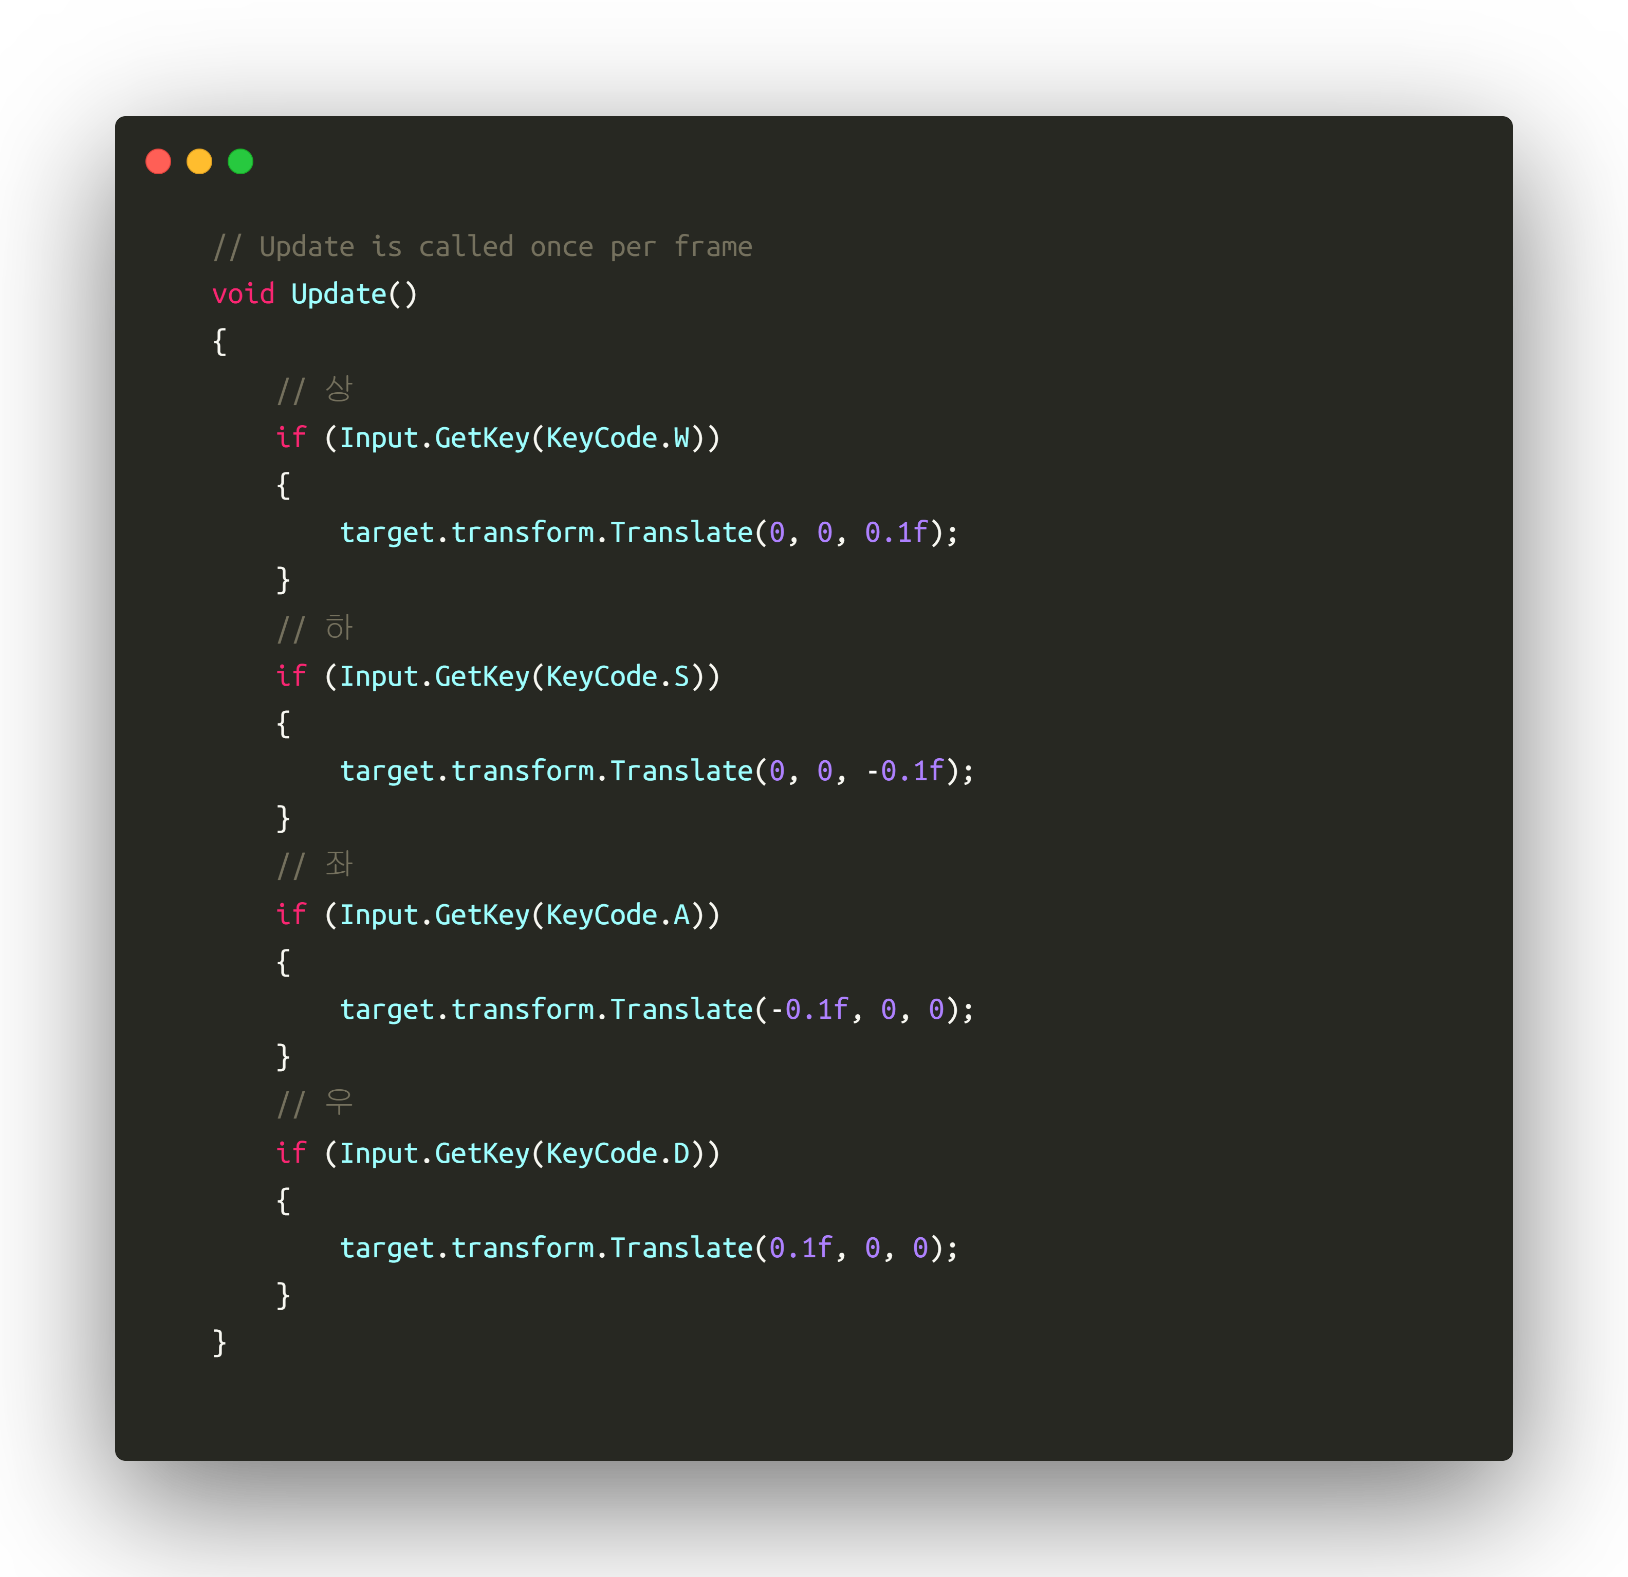 // Update is called once per frame
void Update()
{
    // 상
    if (Input.GetKey(KeyCode.W))
    {
        target.transform.Translate(0, 0, 0.1f);
    }
    // 하
    if (Input.GetKey(KeyCode.S))
    {
        target.transform.Translate(0, 0, -0.1f);
    }
    // 좌
    if (Input.GetKey(KeyCode.A))
    {
        target.transform.Translate(-0.1f, 0, 0);
    }
    // 우
    if (Input.GetKey(KeyCode.D))
    {
        target.transform.Translate(0.1f, 0, 0);
    }
}